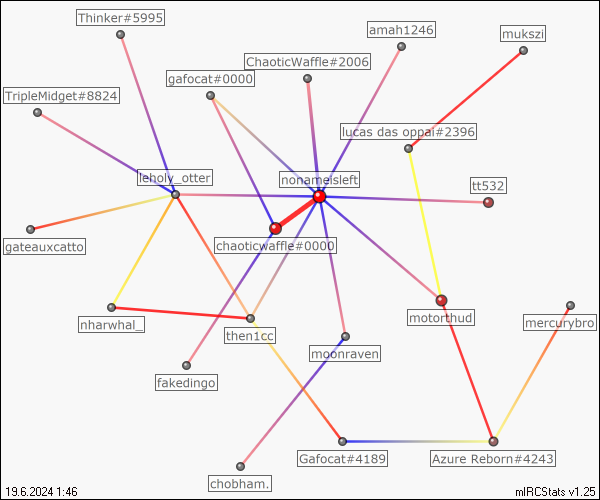 Thinker#5995
amah1246
mukszi
ChaoticWaffle#2006
gafocat#0000
TripleMidget#8824
lucas das oppai#2396
leholy_otter
nonameisleft
tt532
gateauxcatto
chaoticwaffle#0000
motorthud
mercurybro
nharwhal_
then1cc
moonraven
fakedingo
Gafocat#4189
Azure Reborn#4243
chobham.
19.6.2024 1:46
mIRCStats v1.25